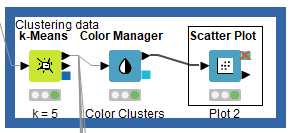 Clustering data
k-Means
Color Manager
Scatter Plot
k = 5
Color Clusters
Plot 2